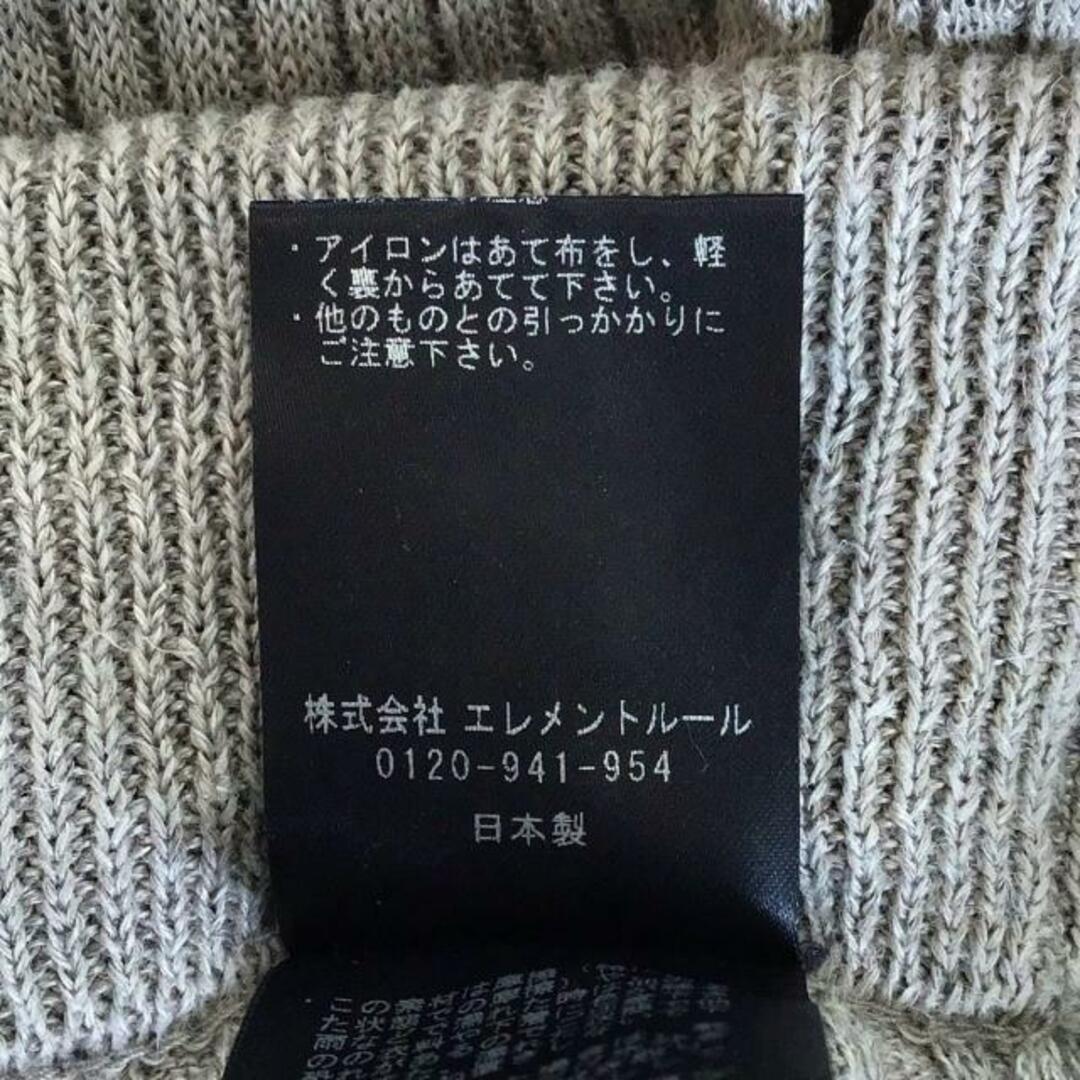 ・アイロンはあて布をし、軽
く裏からあてて下さい。
・他のものとの引っかかりに
ご注意下さい。
株式会社 エレメントルール
0120-941-954
日本製